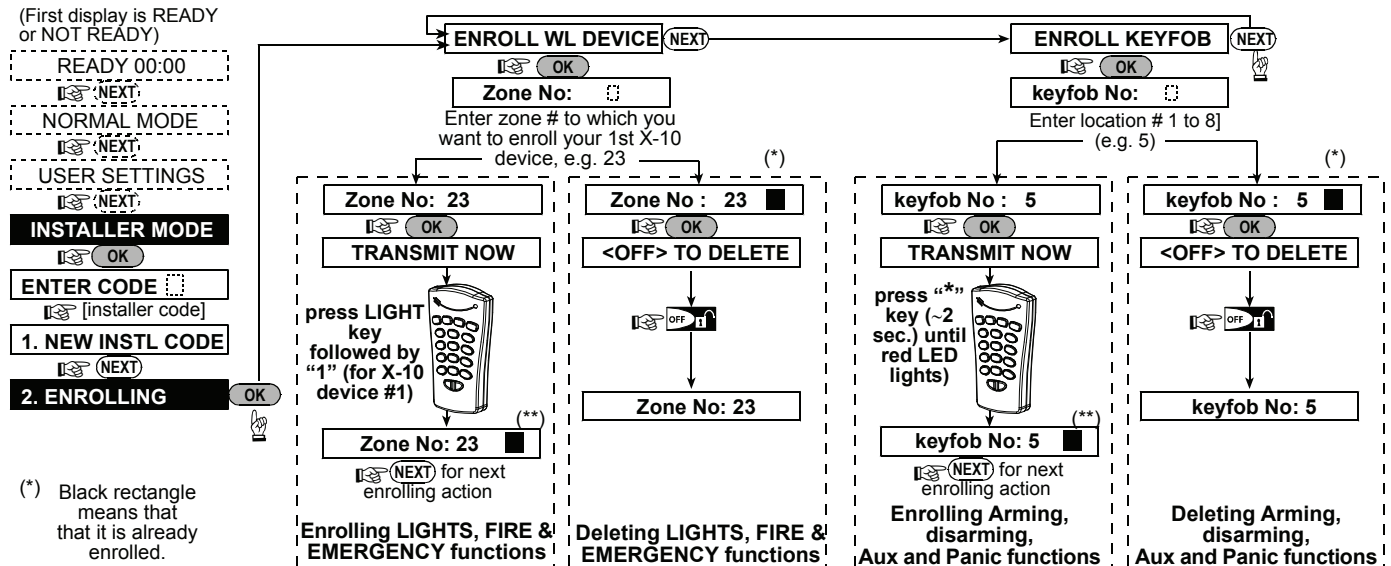 (First display is READY
or NOT READY)
READY 00:00
NEXT
NORMAL MODE
NEXT
USER SETTINGS
NEXT
INSTALLER MODE
OK
ENTER CODE
[installer code]
1. NEW INSTL CODE
NEXT
2. ENROLLING
OK
(*) Black rectangle
means that
that it is already
enrolled.
ENROLL WL DEVICE
NEXT
OK
Zone No:
Enter zone # to which you
want to enroll your 1st X-10
device, e.g. 23
Zone No: 23
OK
TRANSMIT NOW
press LIGHT
key
followed by
“1” (for X-10
device #1)
(**)
Zone No: 23
NEXT for next
enrolling action
Enrolling LIGHTS, FIRE &
EMERGENCY functions
(*)
Zone No : 23
OK
<OFF> TO DELETE
OFF
Zone No: 23
Deleting LIGHTS, FIRE &
EMERGENCY functions
ENROLL KEYFOB
NEXT
OK
keyfob No:
Enter location # 1 to 8]
(e.g. 5)
keyfob No : 5
OK
TRANSMIT NOW
press “*”
key (~2
sec.) until
red LED
lights)
(**)
keyfob No: 5
NEXT for next
enrolling action
Enrolling Arming,
disarming,
Aux and Panic functions
(*)
keyfob No : 5
OK
<OFF> TO DELETE
OFF
keyfob No: 5
Deleting Arming,
disarming,
Aux and Panic functions